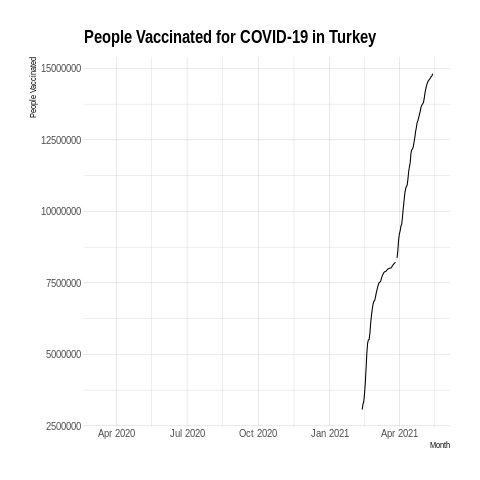 People Vaccinated for COVID-19 in Turkey
People Vaccinated
15000000
12500000
10000000
7500000
5000000
2500000
Apr 2020 Jul 2020 Oct 2020 Jan 2021 Apr 2021
Month